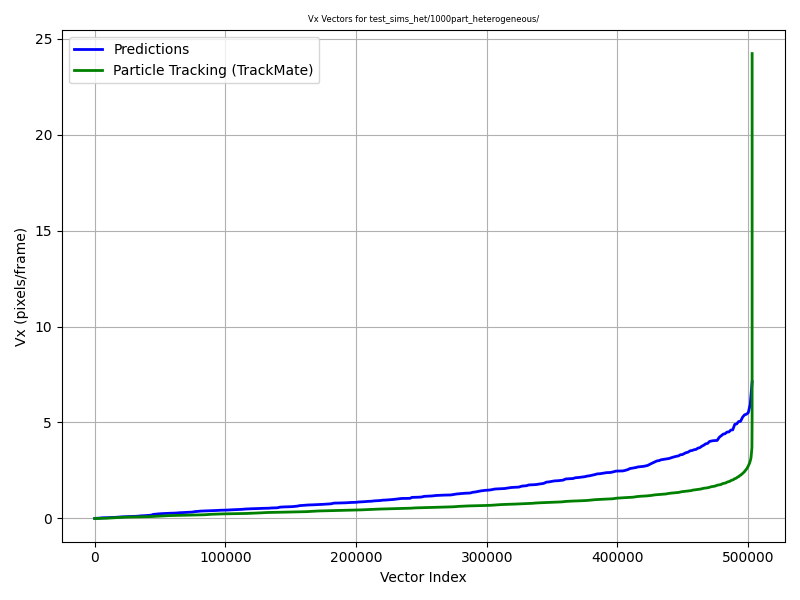 Vx Vectors for test_sims_het/1000part_heterogeneous/
25
Predictions
Particle Tracking (TrackMate)
20
15
10
5
0
Vx (pixels/frame)
0 100000 200000 300000 400000 500000
Vector Index